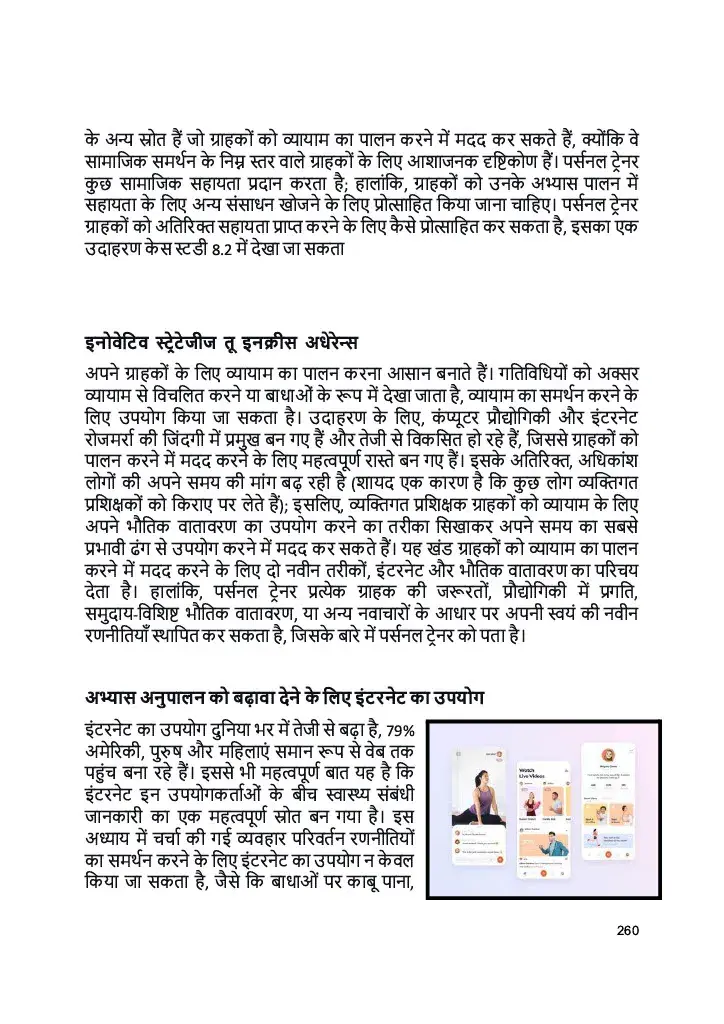 के अन्य स्रोत हैं जो ग्राहकों को व्यायाम का पालन करने में मदद कर सकते हैं, क्योंकि वे
सामाजिक समर्थन के निम्न स्तर वाले ग्राहकों के लिए आशाजनक दृष्टिकोण हैं। पर्सनल ट्रेनर
कुछ सामाजिक सहायता प्रदान करता है; हालांकि, ग्राहकों को उनके अभ्यास पालन में
सहायता के लिए अन्य संसाधन खोजने के लिए प्रोत्साहित किया जाना चाहिए। पर्सनल ट्रेनर
ग्राहकों को अतिरिक्त सहायता प्राप्त करने के लिए कैसे प्रोत्साहित कर सकता है, इसका एक
उदाहरण केस स्टडी 8.2 में देखा जा सकता
इनोवेटिव स्ट्रेटेजीज तू इनक्रीस अधेरेन्स
अपने ग्राहकों के लिए व्यायाम का पालन करना आसान बनाते हैं। गतिविधियों को अक्सर
व्यायाम से विचलित करने या बाधाओं के रूप में देखा जाता है, व्यायाम का समर्थन करने के
लिए उपयोग किया जा सकता है। उदाहरण के लिए, कंप्यूटर प्रौद्योगिकी और इंटरनेट
रोजमर्रा की जिंदगी में प्रमुख बन गए हैं और तेजी से विकसित हो रहे हैं, जिससे ग्राहकों को
पालन करने में मदद करने के लिए महत्वपूर्ण रास्ते बन गए हैं। इसके अतिरिक्त, अधिकांश
लोगों की अपने समय की मांग बढ़ रही है (शायद एक कारण है कि कुछ लोग व्यक्तिगत
प्रशिक्षकों को किराए पर लेते हैं); इसलिए, व्यक्तिगत प्रशिक्षक ग्राहकों को व्यायाम के लिए
अपने भौतिक वातावरण का उपयोग करने का तरीका सिखाकर अपने समय का सबसे
प्रभावी ढंग से उपयोग करने में मदद कर सकते हैं। यह खंड ग्राहकों को व्यायाम का पालन
करने में मदद करने के लिए दो नवीन तरीकों, इंटरनेट और भौतिक वातावरण का परिचय
देता है। हालांकि, पर्सनल ट्रेनर प्रत्येक ग्राहक की जरूरतों, प्रौद्योगिकी में प्रगति,
समुदाय-विशिष्ट भौतिक वातावरण, या अन्य नवाचारों के आधार पर अपनी स्वयं की नवीन
रणनीतियाँ स्थापित कर सकता है, जिसके बारे में पर्सनल ट्रेनर को पता है।
अभ्यास अनुपालन को बढ़ावा देने के लिए इंटरनेट का उपयोग
इंटरनेट का उपयोग दुनिया भर में तेजी से बढ़ा है, 79%
अमेरिकी, पुरुष और महिलाएं समान रूप से वेब तक
पहुंच बना रहे हैं। इससे भी महत्वपूर्ण बात यह है कि
इंटरनेट इन उपयोगकर्ताओं के बीच स्वास्थ्य संबंधी
जानकारी का एक महत्वपूर्ण स्रोत बन गया है। इस
अध्याय में चर्चा की गई व्यवहार परिवर्तन रणनीतियों
का समर्थन करने के लिए इंटरनेट का उपयोग न केवल
किया जा सकता है, जैसे कि बाधाओं पर काबू पाना,
Watch
Live Videos
260